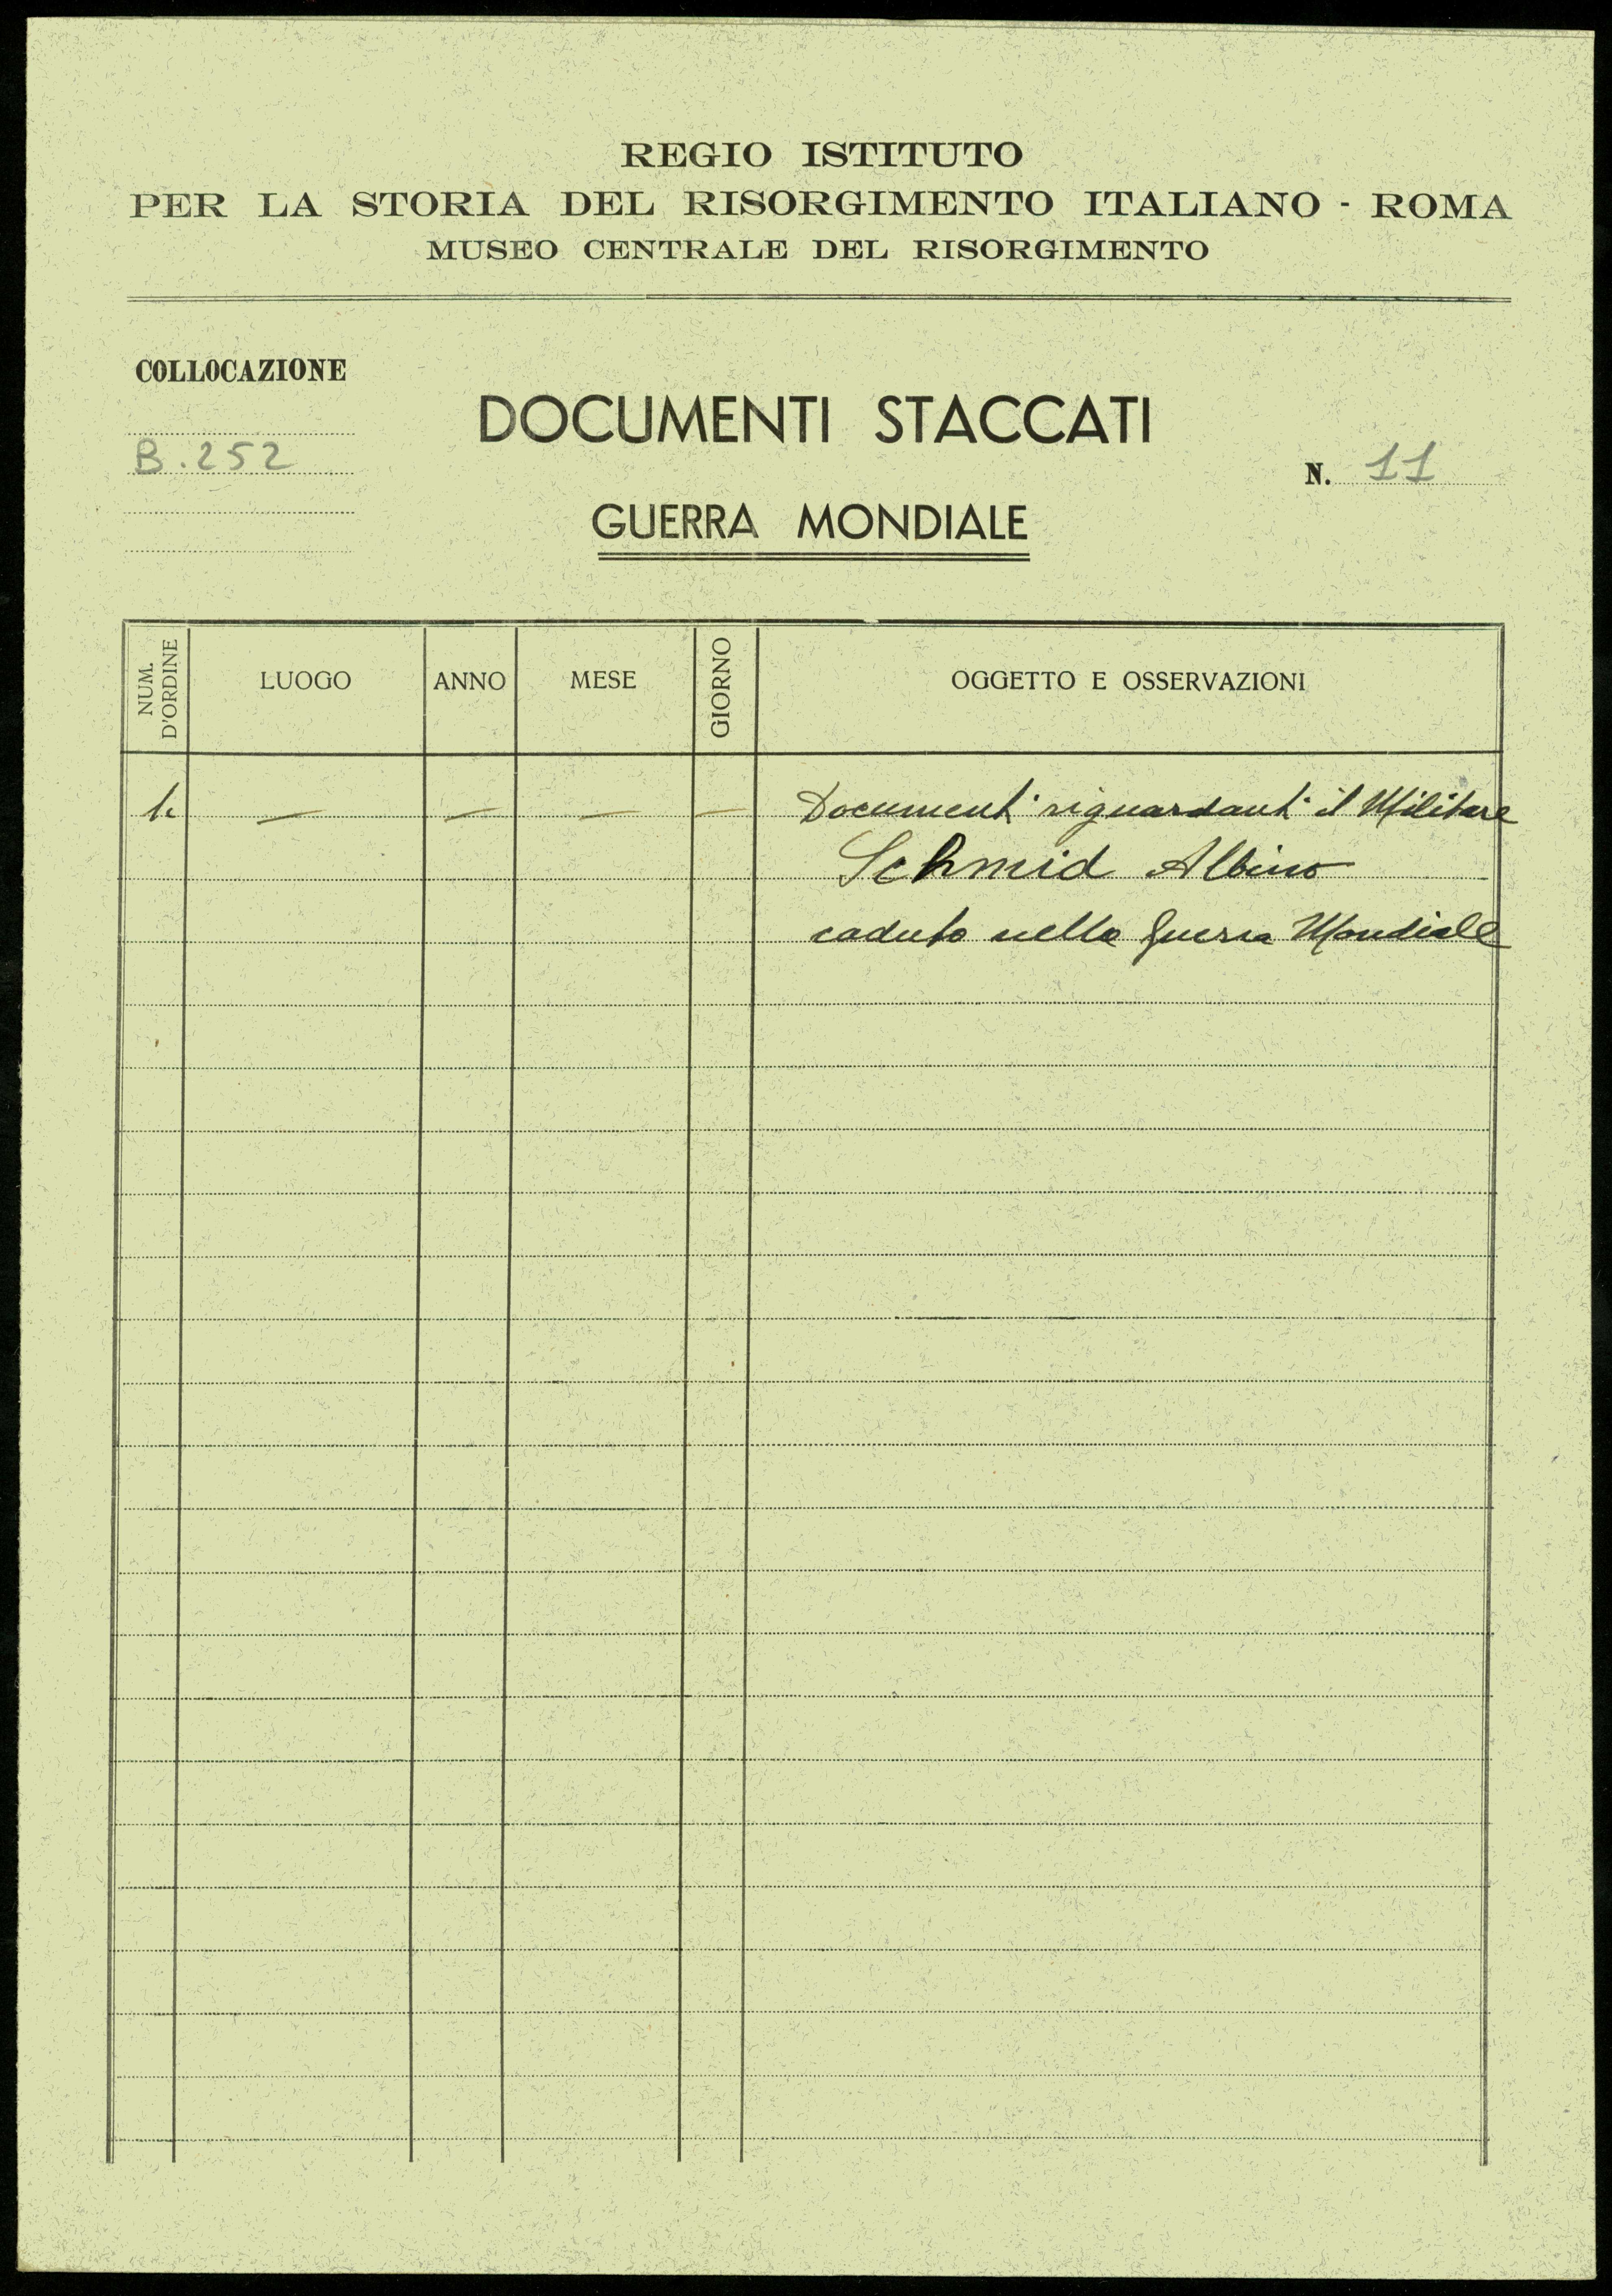 REGIO ISTITUTO
PER LA STORIA DEL RISORGIMENTO ITALIANO - ROMA
MUSEO CENTRALE DEL RISORGIMENTO
COLLOCAZIONE
B. 252
DOCUMENTI STACCATI
N. 11
GUERRA MONDIALE
NUM. D'ORDINE LUOGO ANNO MESE GIORNO OGGETTO E OSSERVAZIONI
1. — — — — Documenti riguardanti il Militare
Schmid Albino
caduto nella Guerra Mondiale